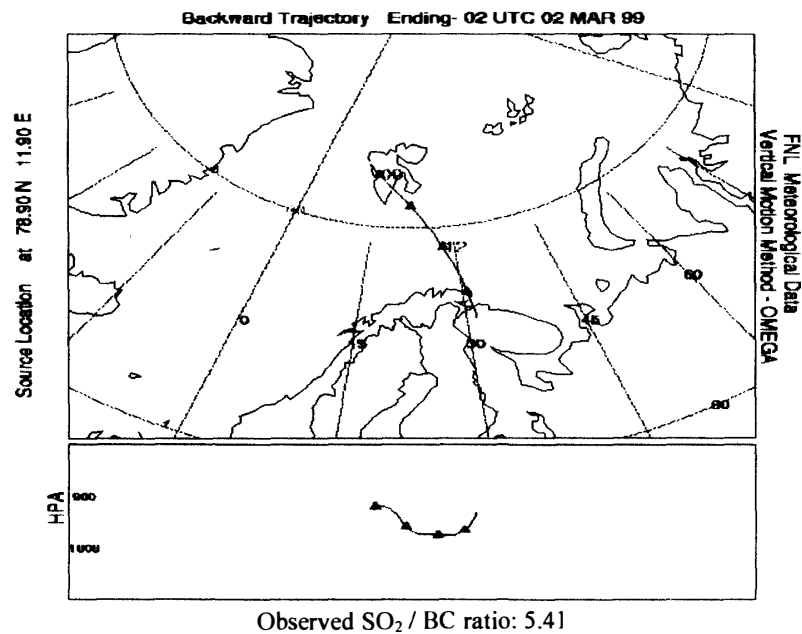 Backward Trajectory Ending- 02 UTC 02 MAR 99
Source Location at 78.90 N 11.90 E
FNL Meteorological Data
Vertical Motion Method - OMEGA
0
15
30
45
60
HPA
900
1000
Observed SO₂ / BC ratio: 5.41